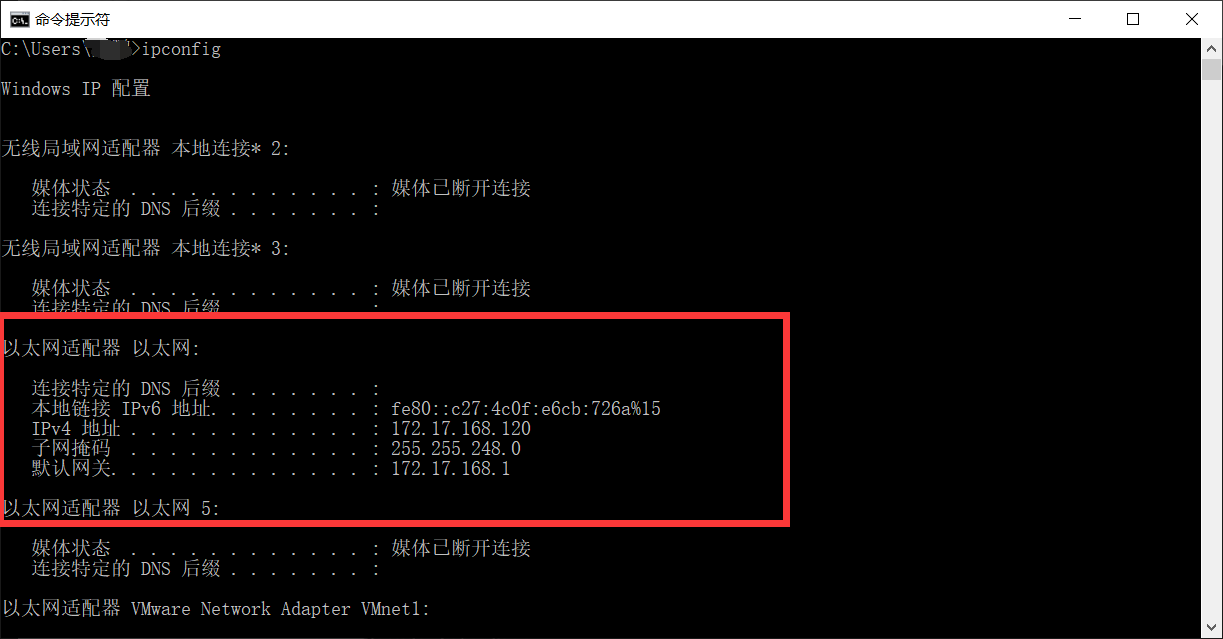 命令提示符
C:\Users\ >ipconfig
Windows IP 配置
无线局域网适配器 本地连接* 2:
媒体状态 . . . . . . . . . . . . : 媒体已断开连接
连接特定的 DNS 后缀 . . . . . . . :
无线局域网适配器 本地连接* 3:
媒体状态 . . . . . . . . . . . . : 媒体已断开连接
连接特定的 DNS 后缀 . . . . . . . :
以太网适配器 以太网:
连接特定的 DNS 后缀 . . . . . . . :
本地链接 IPv6 地址. . . . . . . . : fe80::c27:4c0f:e6cb:726a%15
IPv4 地址 . . . . . . . . . . . . : 172.17.168.120
子网掩码 . . . . . . . . . . . . : 255.255.248.0
默认网关. . . . . . . . . . . . . : 172.17.168.1
以太网适配器 以太网 5:
媒体状态 . . . . . . . . . . . . : 媒体已断开连接
连接特定的 DNS 后缀 . . . . . . . :
以太网适配器 VMware Network Adapter VMnet1: